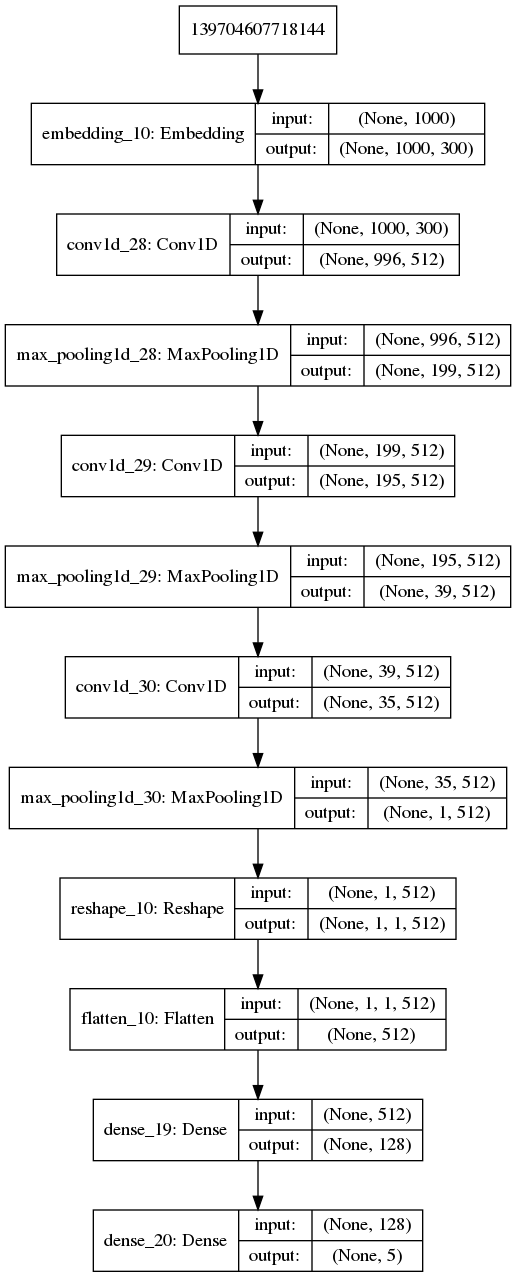 139704607718144
embedding_10: Embedding
input:
(None, 1000)
output:
(None, 1000, 300)
conv1d_28: Conv1D
input:
(None, 1000, 300)
output:
(None, 996, 512)
max_pooling1d_28: MaxPooling1D
input:
(None, 996, 512)
output:
(None, 199, 512)
conv1d_29: Conv1D
input:
(None, 199, 512)
output:
(None, 195, 512)
max_pooling1d_29: MaxPooling1D
input:
(None, 195, 512)
output:
(None, 39, 512)
conv1d_30: Conv1D
input:
(None, 39, 512)
output:
(None, 35, 512)
max_pooling1d_30: MaxPooling1D
input:
(None, 35, 512)
output:
(None, 1, 512)
reshape_10: Reshape
input:
(None, 1, 512)
output:
(None, 1, 1, 512)
flatten_10: Flatten
input:
(None, 1, 1, 512)
output:
(None, 512)
dense_19: Dense
input:
(None, 512)
output:
(None, 128)
dense_20: Dense
input:
(None, 128)
output:
(None, 5)